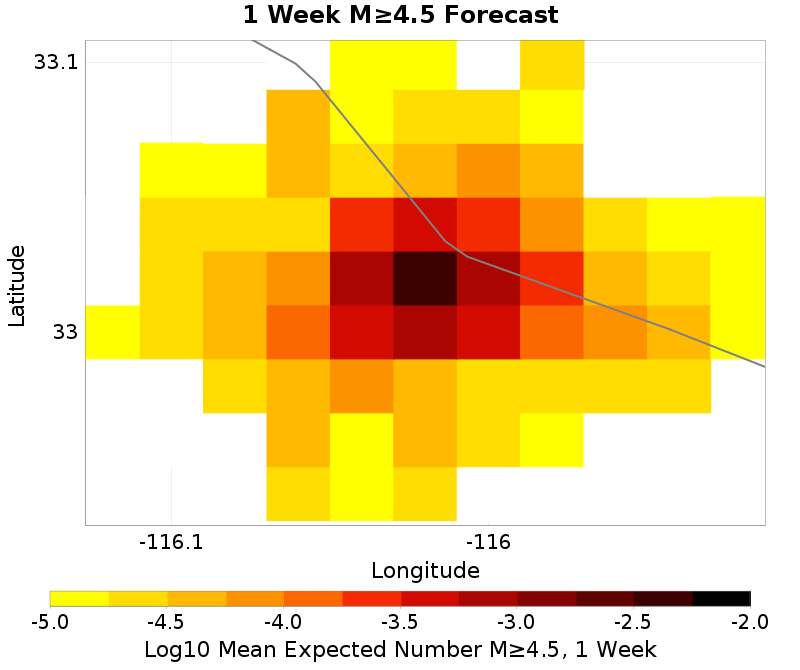 1 Week M≥4.5 Forecast
33.1
33
Latitude
-116.1 -116
Longitude
-5.0 -4.5 -4.0 -3.5 -3.0 -2.5 -2.0
Log10 Mean Expected Number M≥4.5, 1 Week